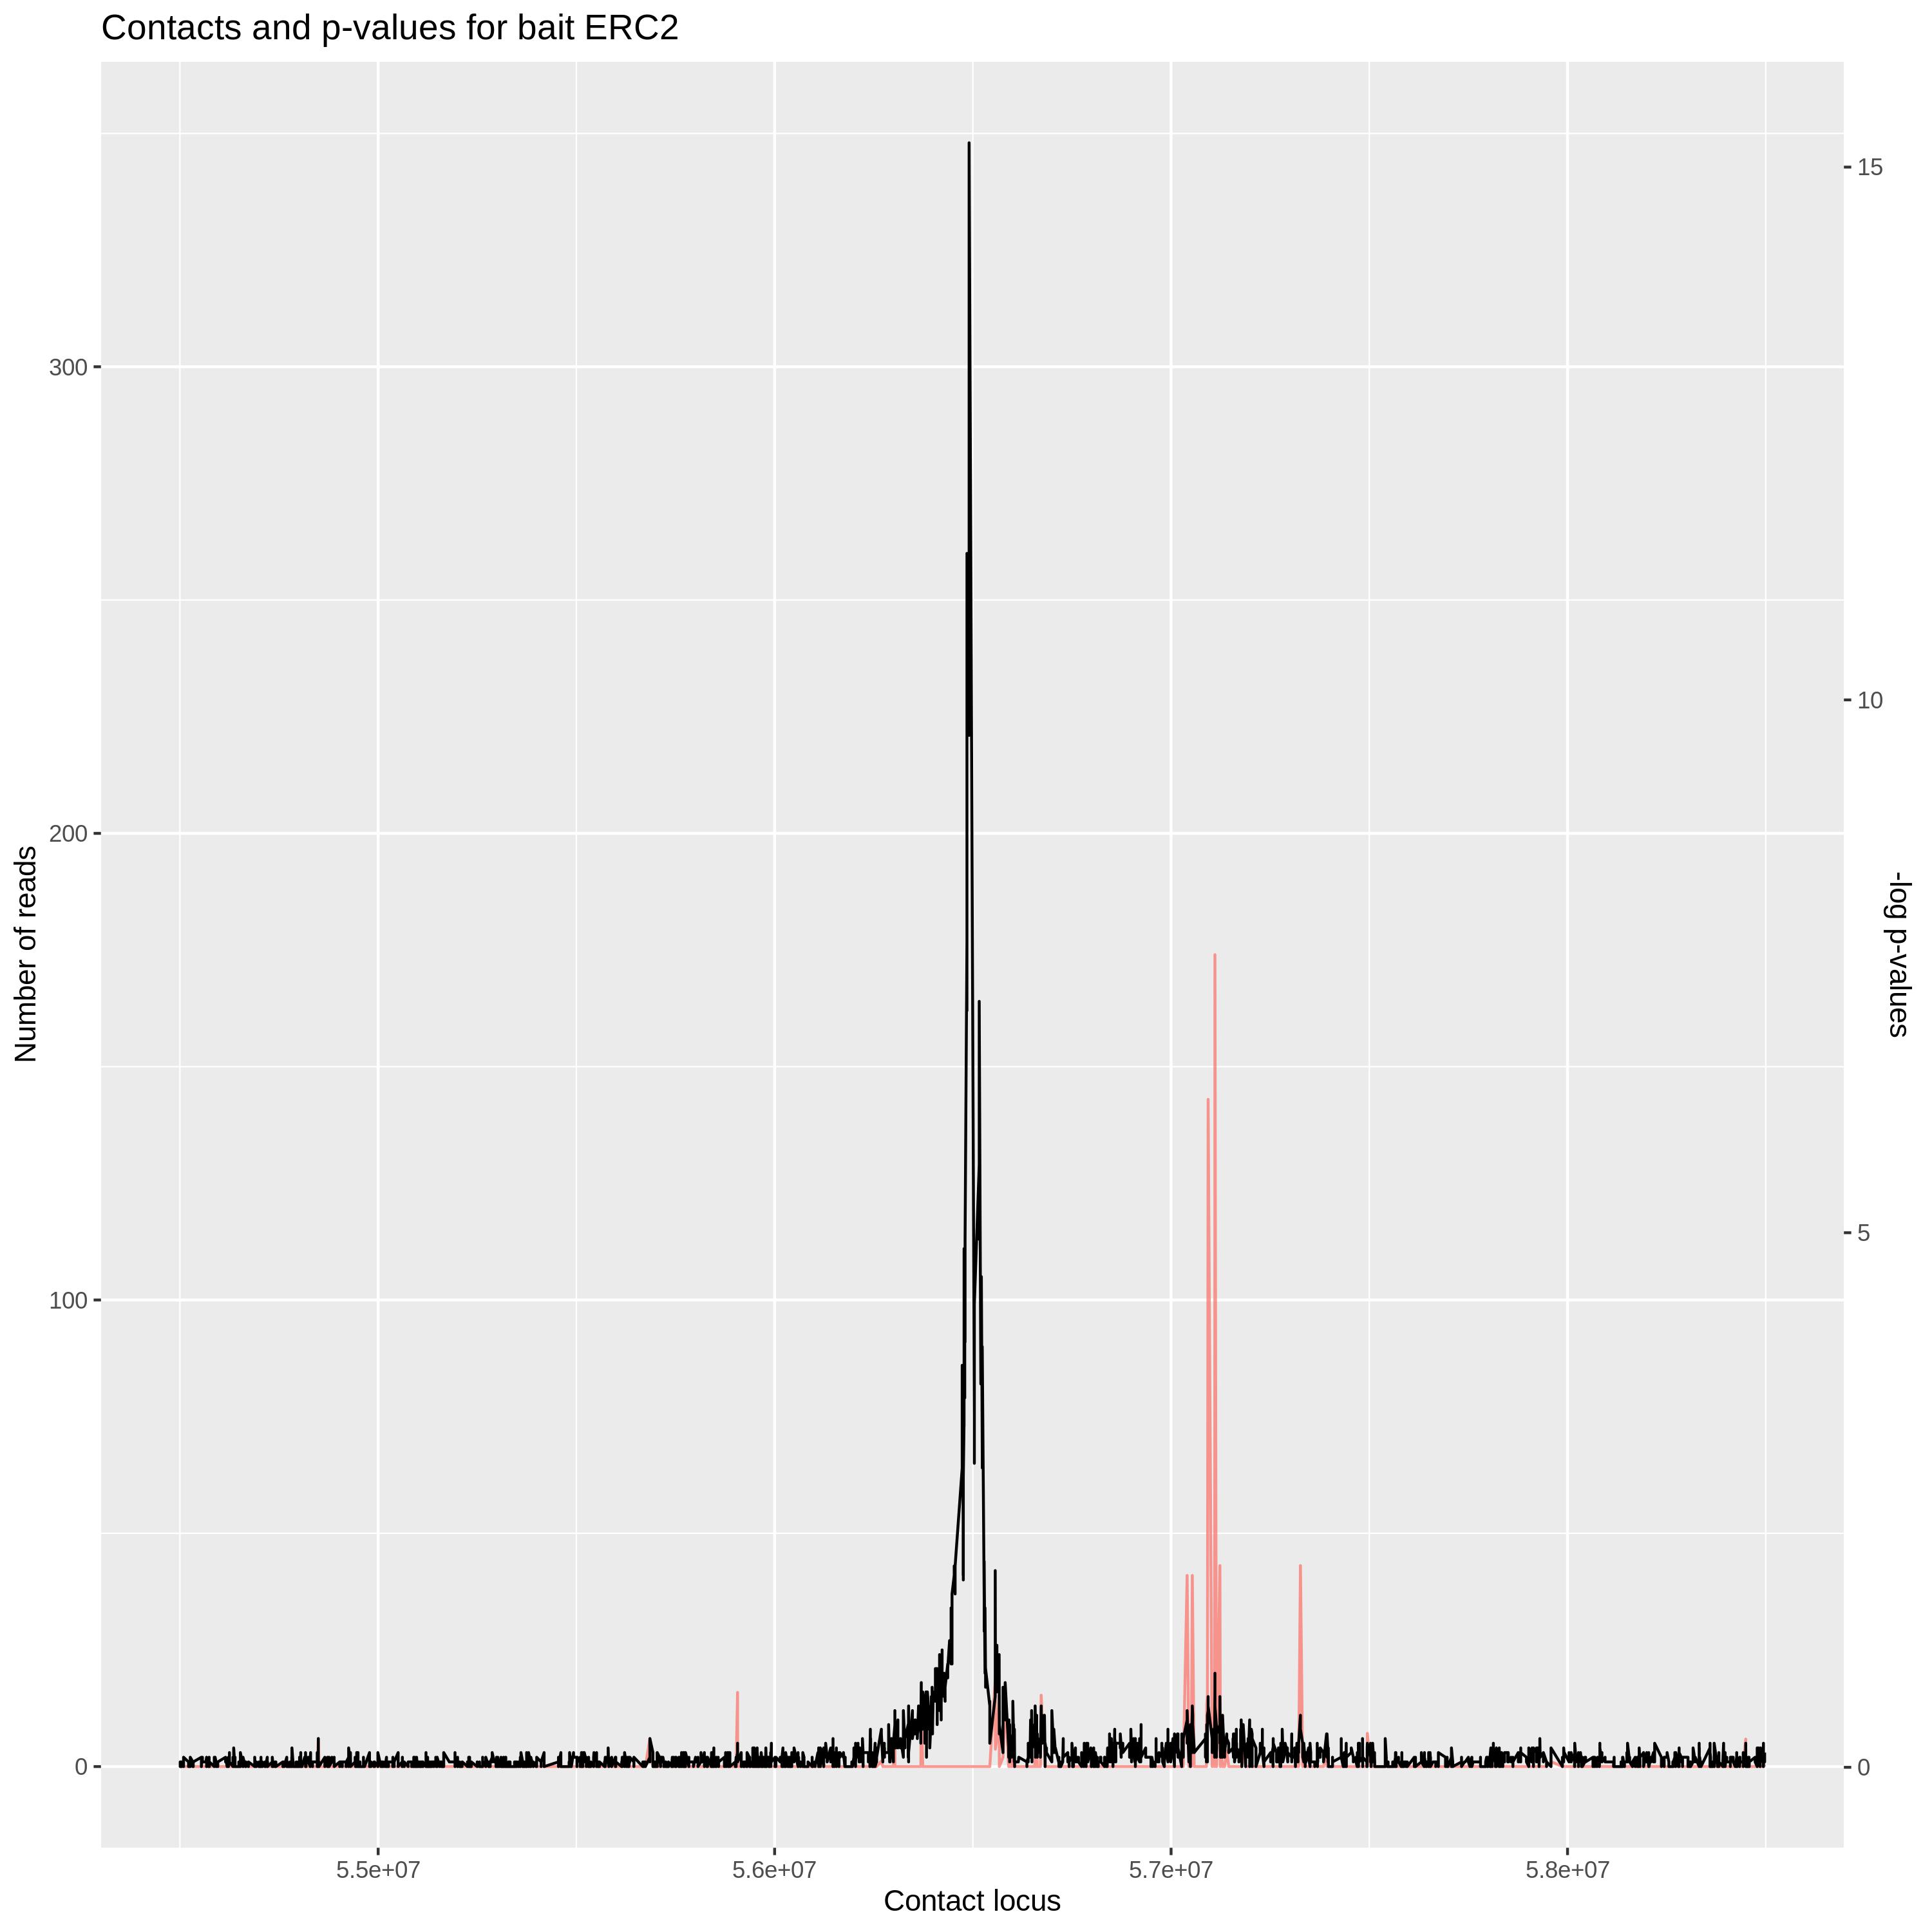 Contacts and p-values for bait ERC2
Number of reads
300
200
100
0
15
10
5
0
-log p-values
5.5e+07 5.6e+07 5.7e+07 5.8e+07
Contact locus